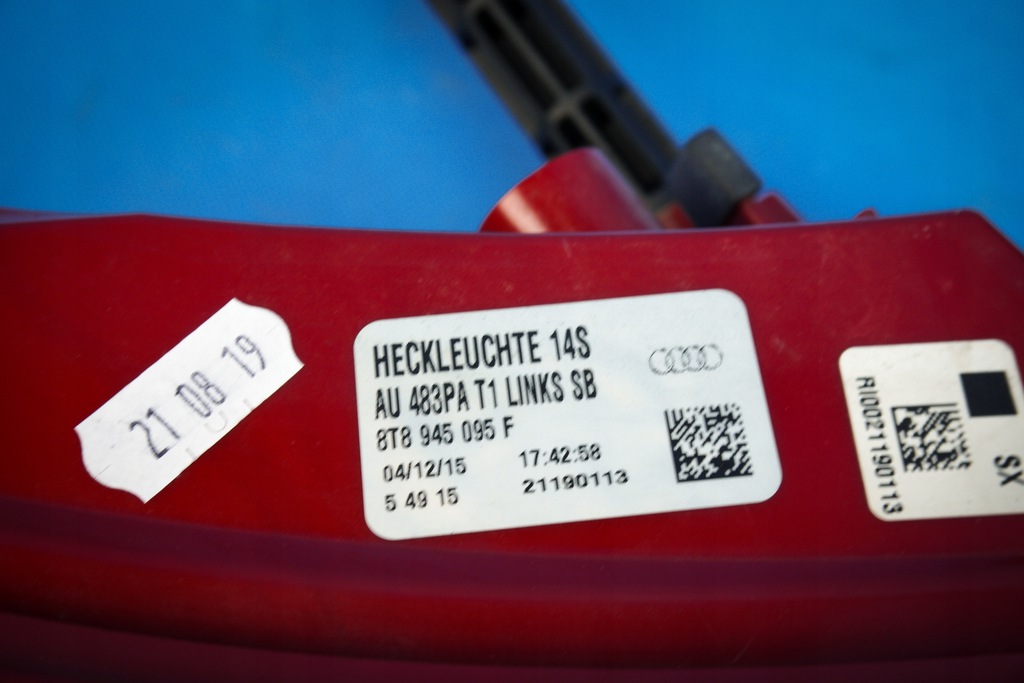 21 08 19
HECKLEUCHTE 14S
AU 483PA T1 LINKS SB
8T8 945 095 F
04/12/15 17:42:58
5 49 15 21190113
RI0021190113
SX